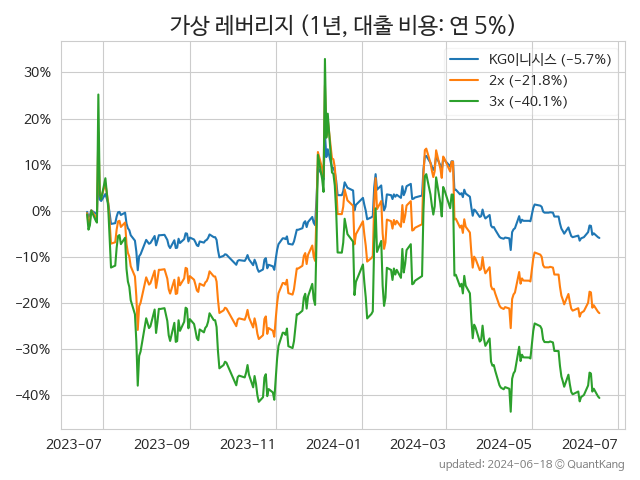 가상 레버리지 (1년, 대출 비용: 연 5%)
KG이니시스 (−5.7%)
2x (−21.8%)
3x (−40.1%)
30%
20%
10%
0%
−10%
−20%
−30%
−40%
2023-07 2023-09 2023-11 2024-01 2024-03 2024-05 2024-07
updated: 2024-06-18 © QuantKang